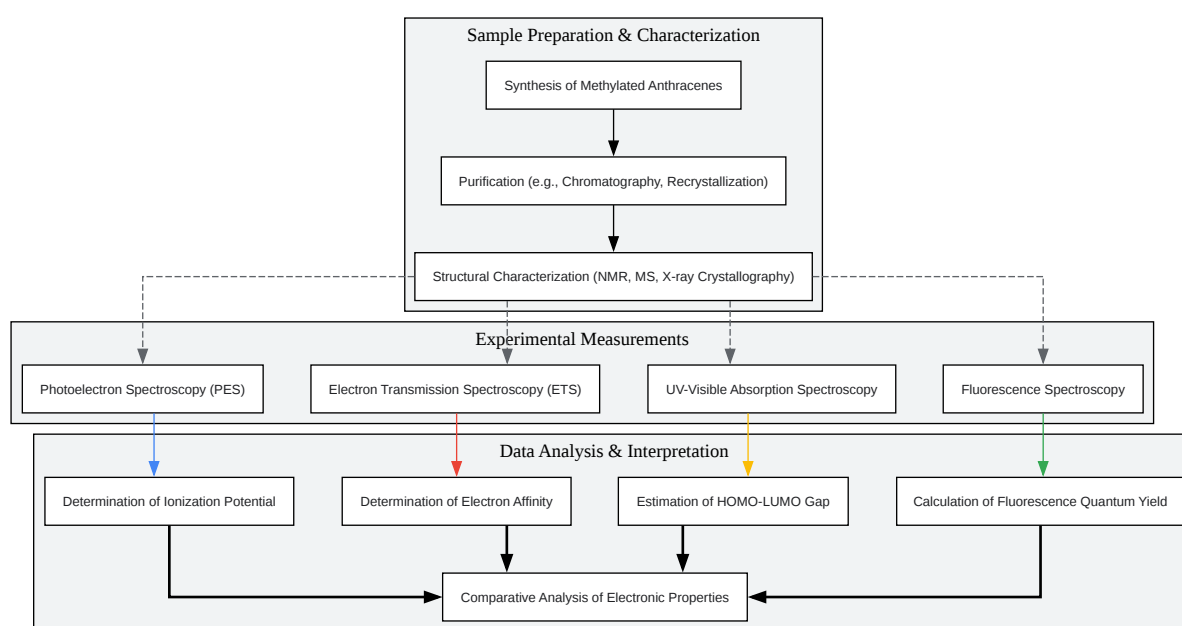 Sample Preparation & Characterization
Synthesis of Methylated Anthracenes
Purification (e.g., Chromatography, Recrystallization)
Structural Characterization (NMR, MS, X-ray Crystallography)
Experimental Measurements
Photoelectron Spectroscopy (PES)
Electron Transmission Spectroscopy (ETS)
UV-Visible Absorption Spectroscopy
Fluorescence Spectroscopy
Data Analysis & Interpretation
Determination of Ionization Potential
Determination of Electron Affinity
Estimation of HOMO-LUMO Gap
Calculation of Fluorescence Quantum Yield
Comparative Analysis of Electronic Properties